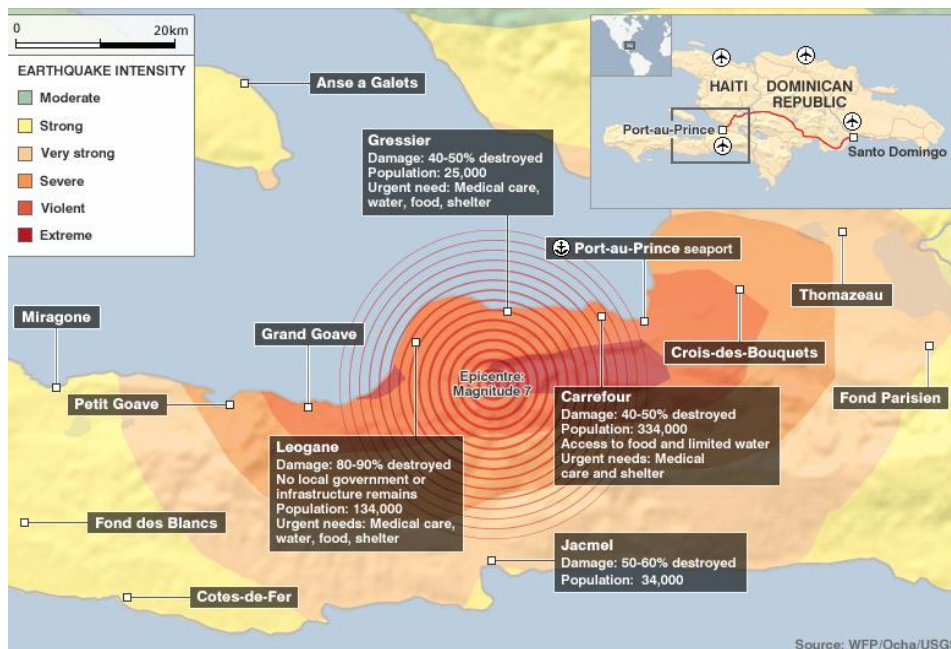 0 20km
EARTHQUAKE INTENSITY
Moderate
Strong
Very strong
Severe
Violent
Extreme
Anse a Galets
HAITI
DOMINICAN
REPUBLIC
Port-au-Prince
Santo Domingo
Gressier
Damage: 40-50% destroyed
Population: 25,000
Urgent need: Medical care,
water, food, shelter
Port-au-Prince seaport
Thomazeau
Miragone
Grand Goave
Crois-des-Bouquets
Fond Parisien
Petit Goave
Epicentre:
Magnitude 7
Carrefour
Damage: 40-50% destroyed
Population: 334,000
Access to food and limited water
Urgent needs: Medical
care and shelter
Leogane
Damage: 80-90% destroyed
No local government or
infrastructure remains
Population: 134,000
Urgent needs: Medical care,
water, food, shelter
Fond des Blancs
Jacmel
Damage: 50-60% destroyed
Population: 34,000
Cotes-de-Fer
Source: WFP/Ocha/USGS